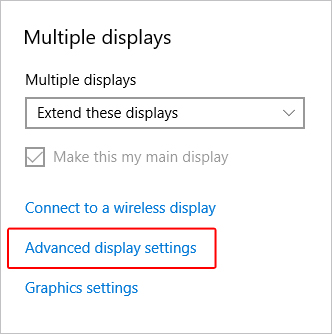 Multiple displays
Multiple displays
Extend these displays
Make this my main display
Connect to a wireless display
Advanced display settings
Graphics settings